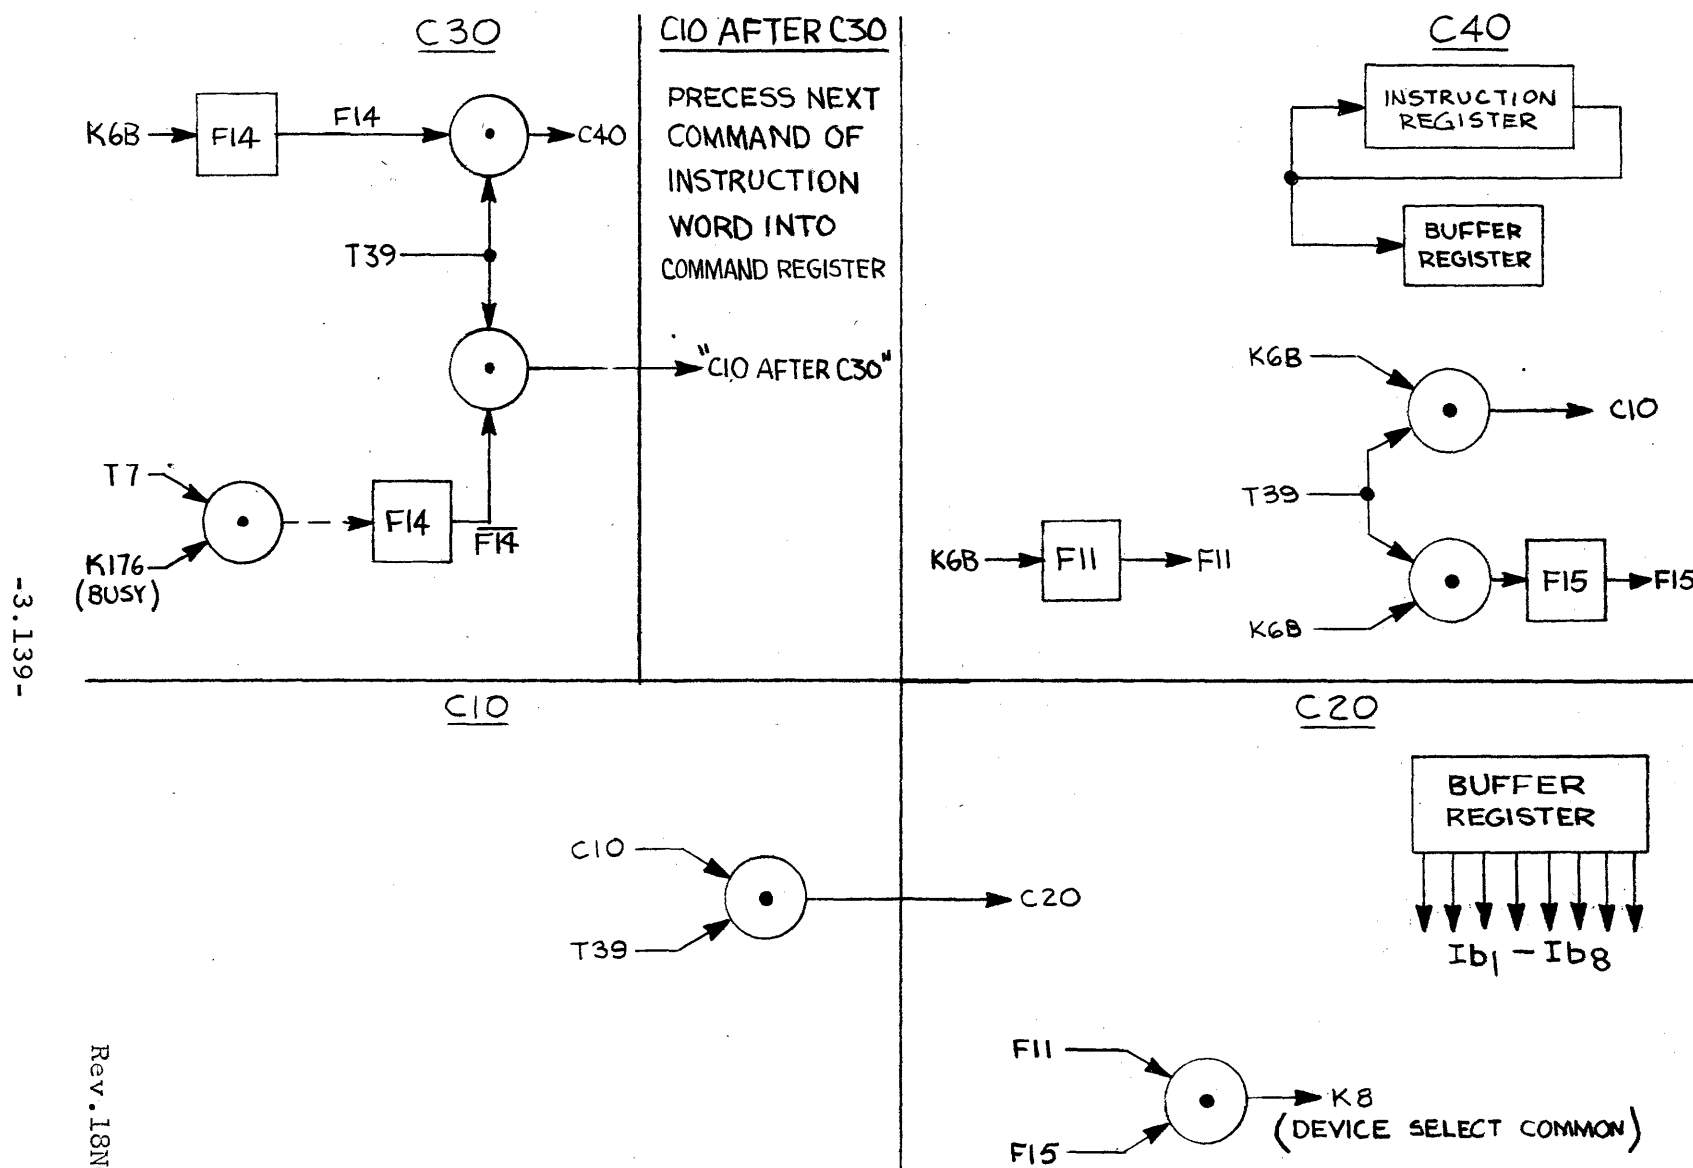 C30
K6B
F14
F14
C40
T39
"C10 AFTER C30"
T7
K176
(BUSY)
F14
F̅1̅4̅
C10 AFTER C30
PRECESS NEXT
COMMAND OF
INSTRUCTION
WORD INTO
COMMAND REGISTER
C40
INSTRUCTION
REGISTER
BUFFER
REGISTER
K6B
C10
T39
K6B
F11
F11
F15
F15
K6B
C10
C10
T39
C20
C20
BUFFER
REGISTER
Ib1 - Ib8
F11
F15
K8
(DEVICE SELECT COMMON)
-3.139-
Rev.18N